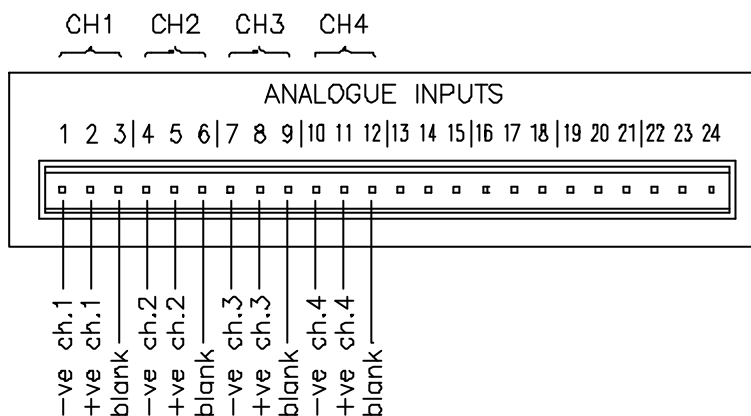 CH1 CH2 CH3 CH4
ANALOGUE INPUTS
1 2 3|4 5 6|7 8 9|10 11 12|13 14 15|16 17 18|19 20 21|22 23 24
-ve ch.1
+ve ch.1
blank
-ve ch.2
+ve ch.2
blank
-ve ch.3
+ve ch.3
blank
-ve ch.4
+ve ch.4
blank